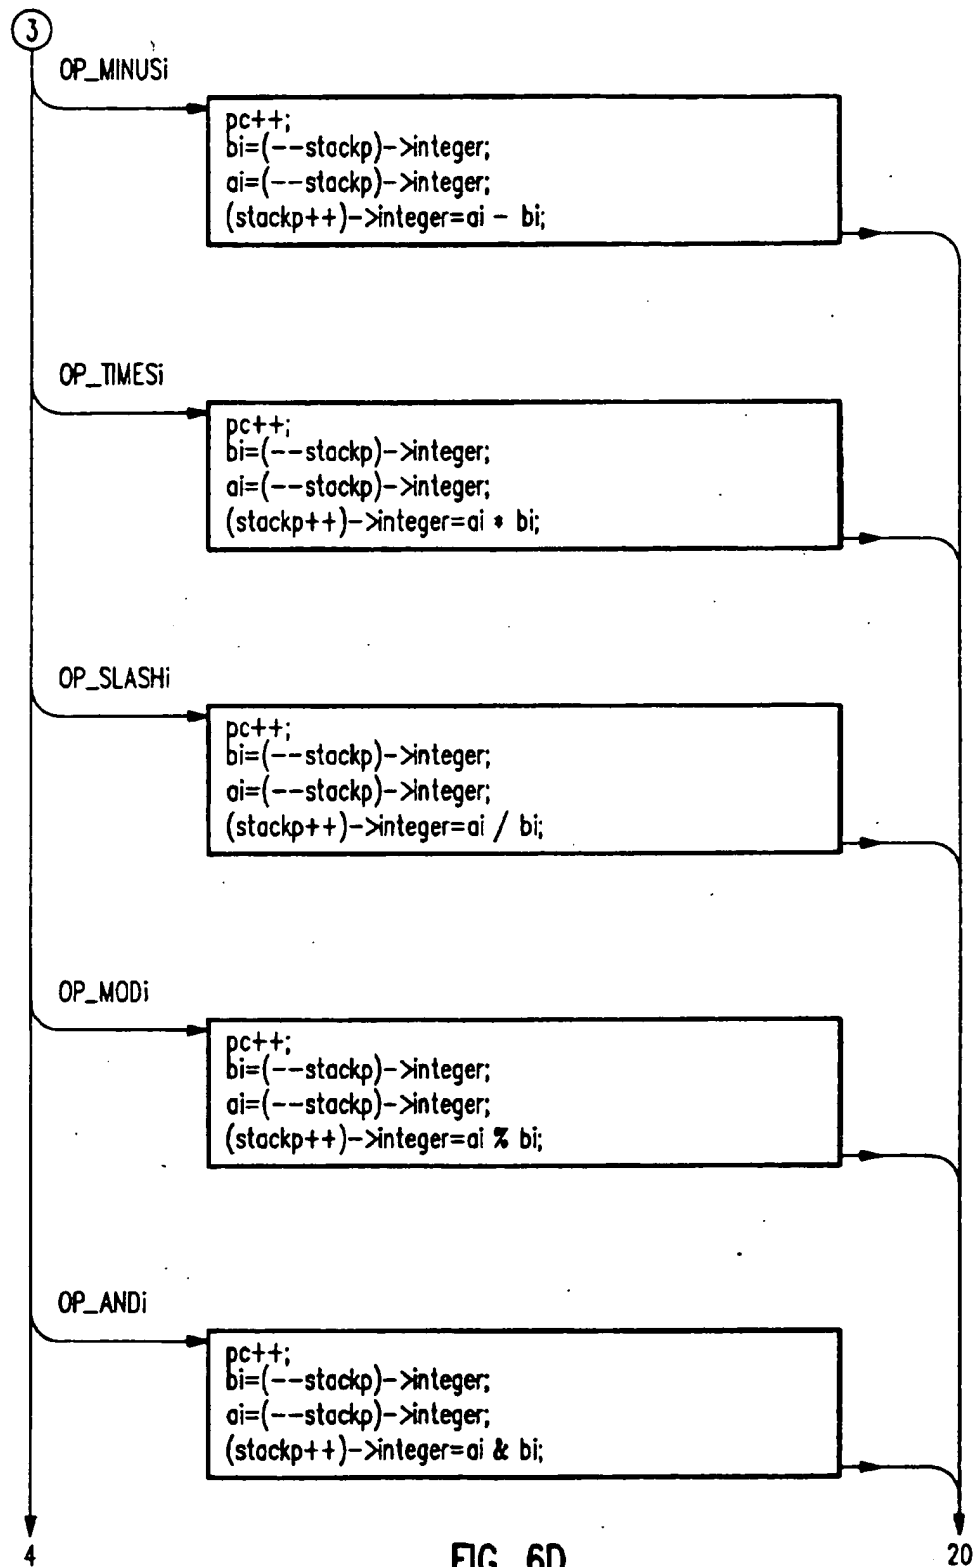 3
OP_MINUSi
pc++;
bi=(--stackp)->integer;
ai=(--stackp)->integer;
(stackp++)->integer=ai - bi;
OP_TIMESi
pc++;
bi=(--stackp)->integer;
ai=(--stackp)->integer;
(stackp++)->integer=ai * bi;
OP_SLASHi
pc++;
bi=(--stackp)->integer;
ai=(--stackp)->integer;
(stackp++)->integer=ai / bi;
OP_MODi
pc++;
bi=(--stackp)->integer;
ai=(--stackp)->integer;
(stackp++)->integer=ai % bi;
OP_ANDi
pc++;
bi=(--stackp)->integer;
ai=(--stackp)->integer;
(stackp++)->integer=ai & bi;
4 FIG. 6D 20